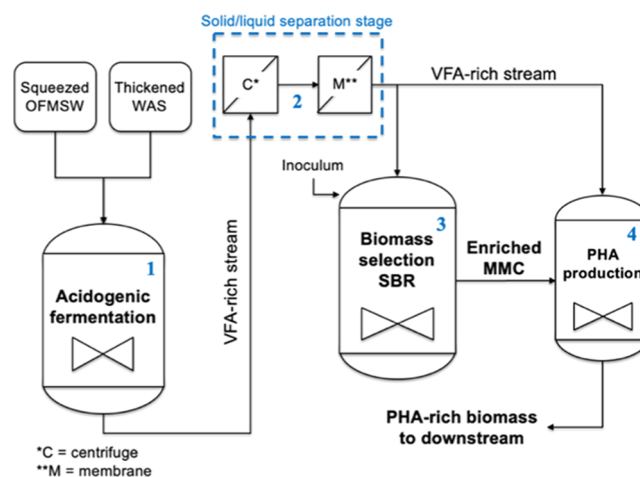 Solid/liquid separation stage
Squeezed
OFMSW
Thickened
WAS
C*
2
M**
VFA-rich stream
Inoculum
VFA-rich stream
1
Acidogenic
fermentation
3
Biomass
selection
SBR
Enriched
MMC
4
PHA
production
PHA-rich biomass
to downstream
*C = centrifuge
**M = membrane